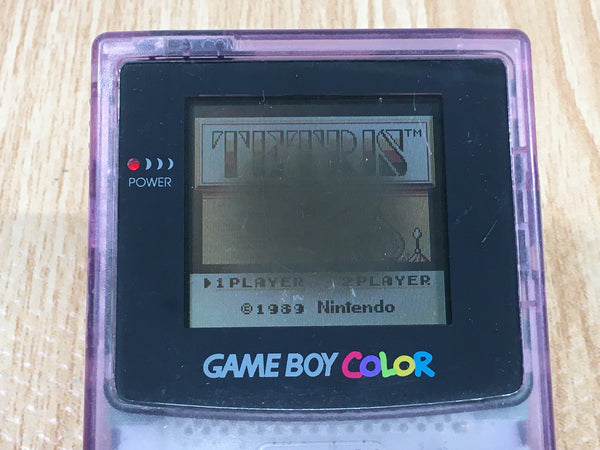 TETRIS™
POWER
▶1PLAYER 2PLAYER
©1989 Nintendo
GAME BOY COLOR